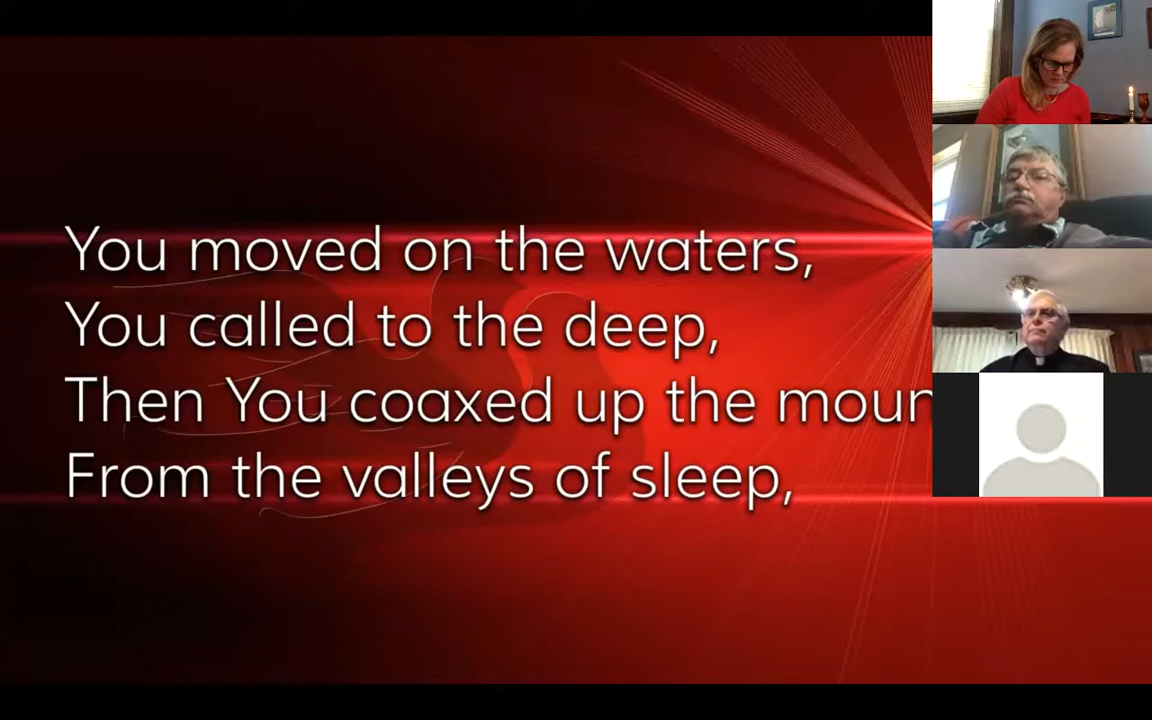 You moved on the waters,
You called to the deep,
Then You coaxed up the moun
From the valleys of sleep,